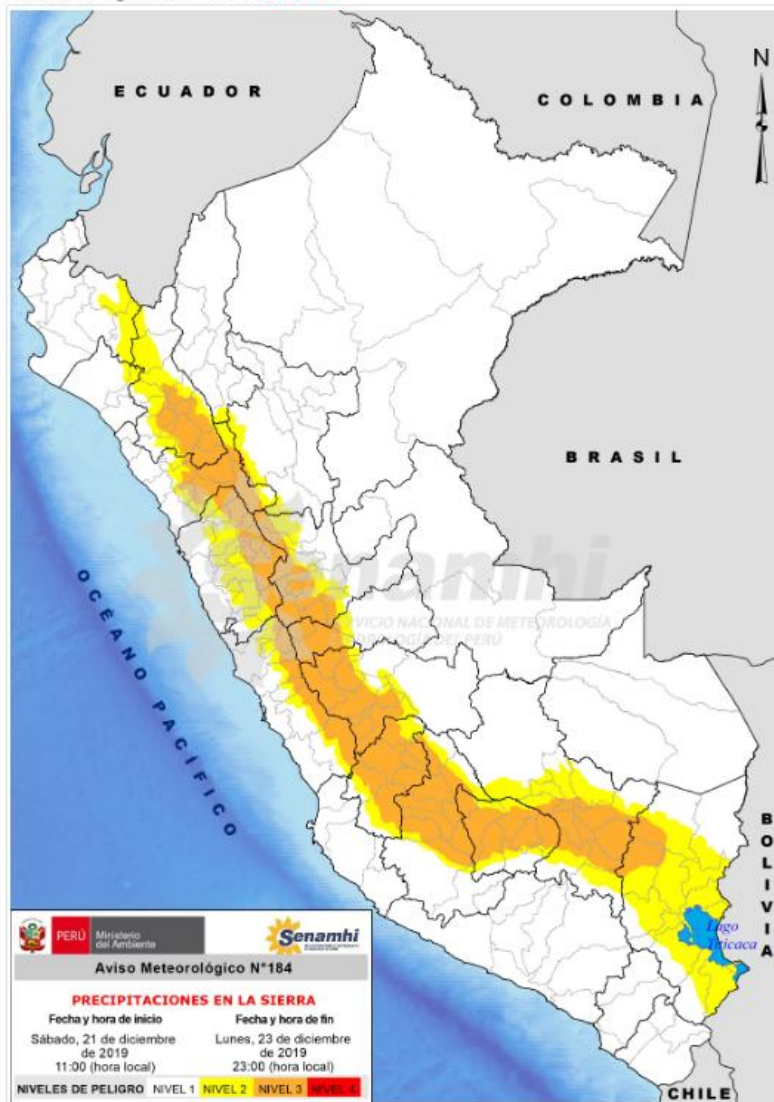 ECUADOR
COLOMBIA
N
BRASIL
Senamhi
SERVICIO NACIONAL DE METEOROLOGÍA
HIDROLOGÍA DEL PERÚ
OCÉANO PACÍFICO
BOLIVIA
Lago
Titicaca
CHILE
PERÚ Ministerio
del Ambiente
Senamhi
Aviso Meteorológico N°184
PRECIPITACIONES EN LA SIERRA
Fecha y hora de inicio
Sábado, 21 de diciembre
de 2019
11:00 (hora local)
Fecha y hora de fin
Lunes, 23 de diciembre
de 2019
23:00 (hora local)
NIVELES DE PELIGRO NIVEL 1 NIVEL 2 NIVEL 3 NIVEL 4